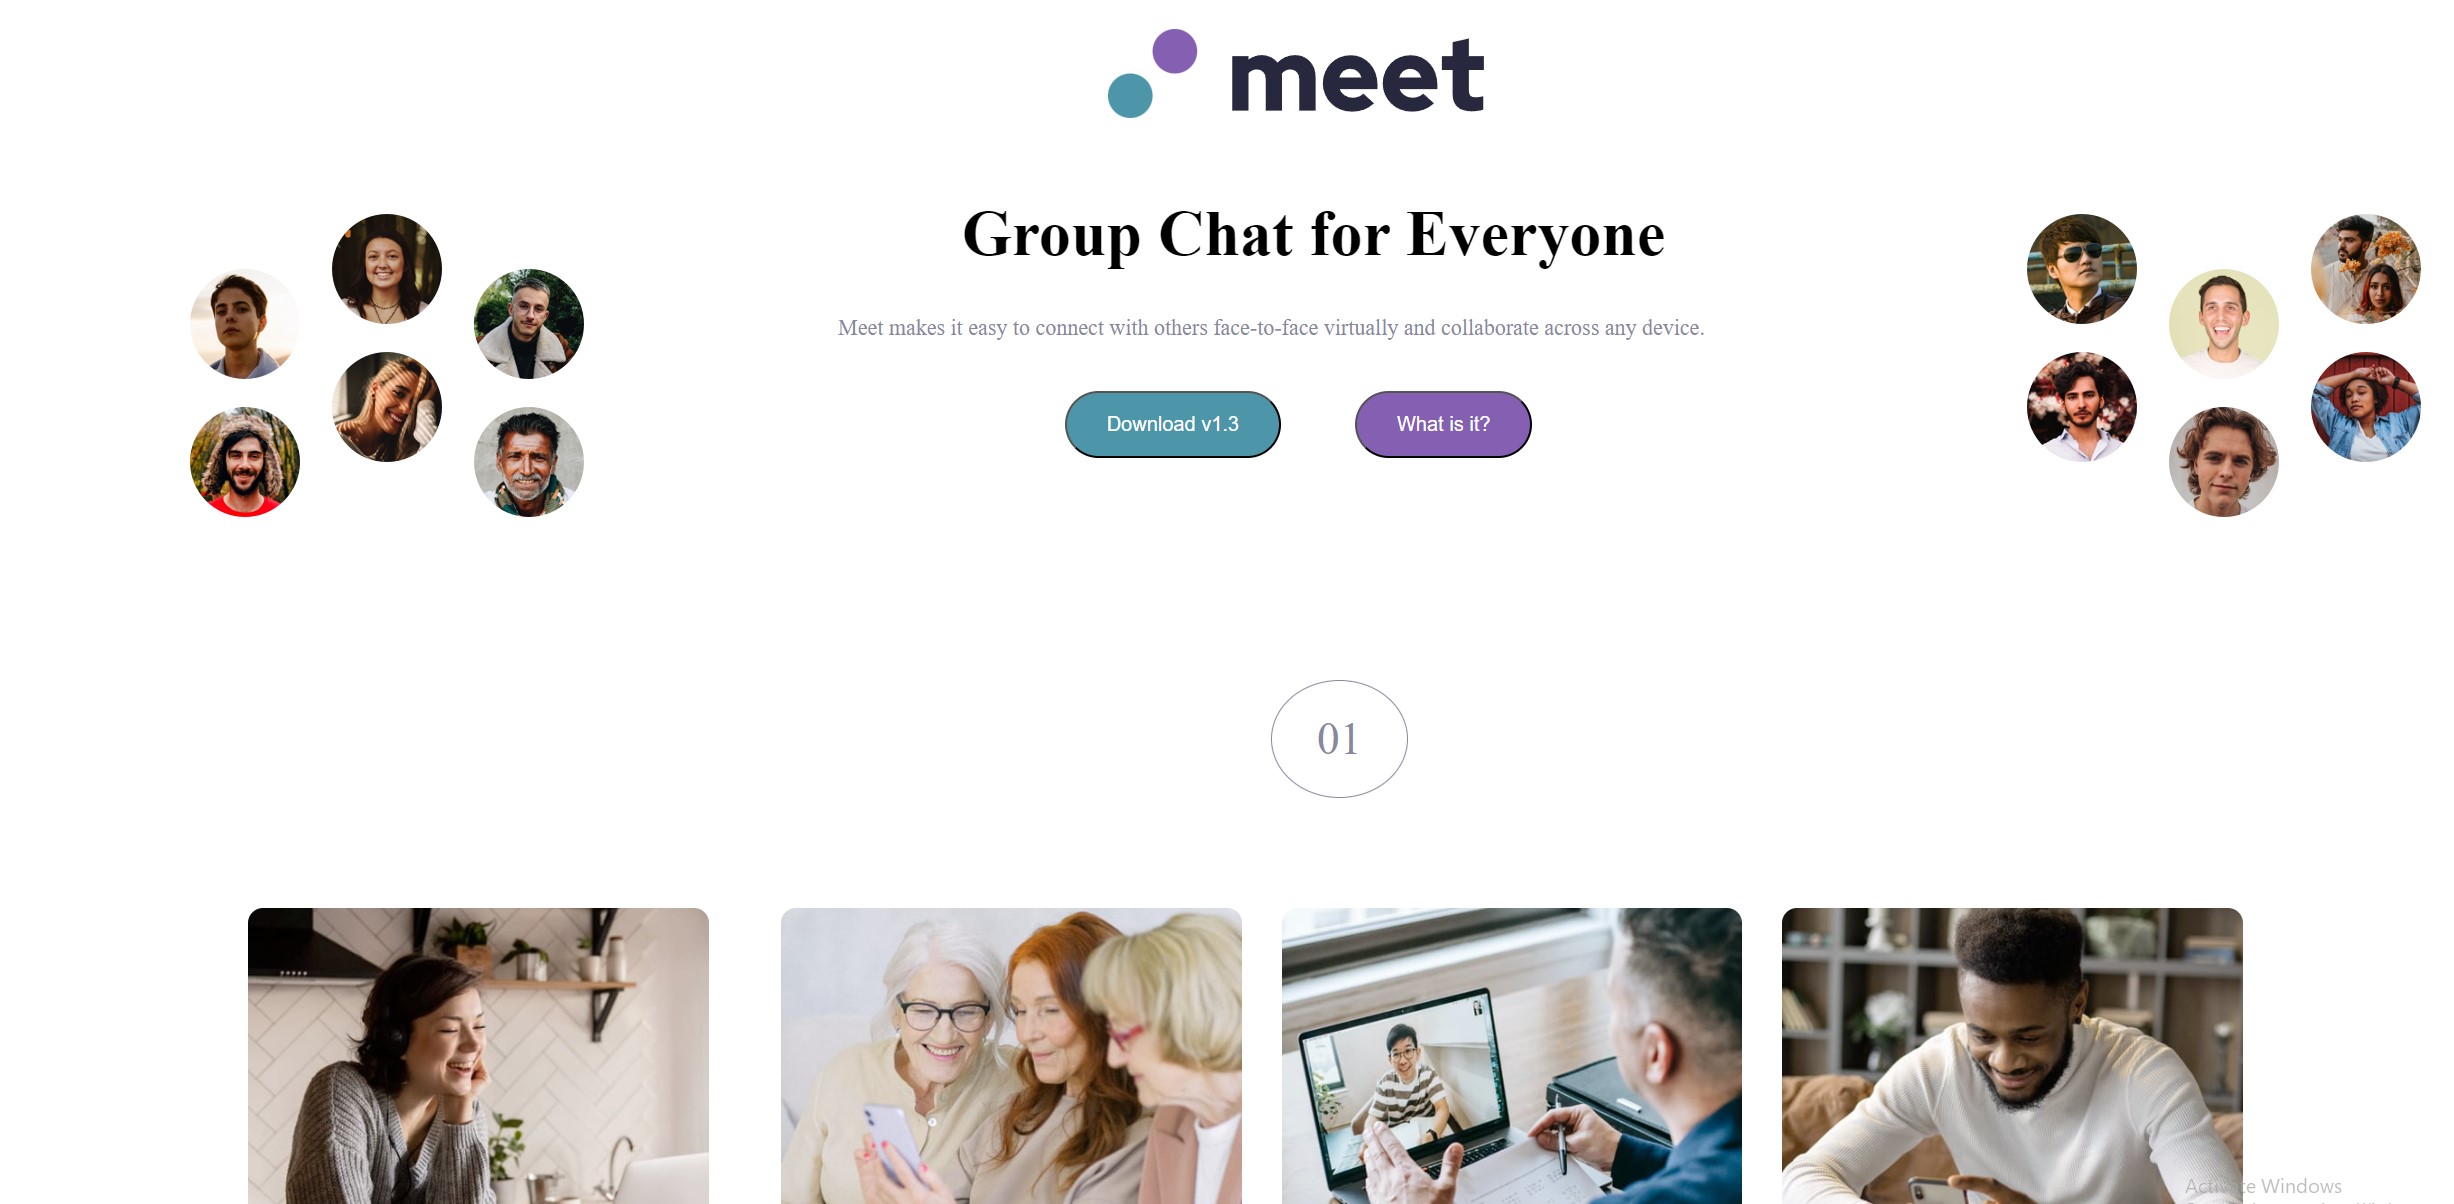 meet
Group Chat for Everyone
Meet makes it easy to connect with others face-to-face virtually and collaborate across any device.
Download v1.3
What is it?
01
Activate Windows